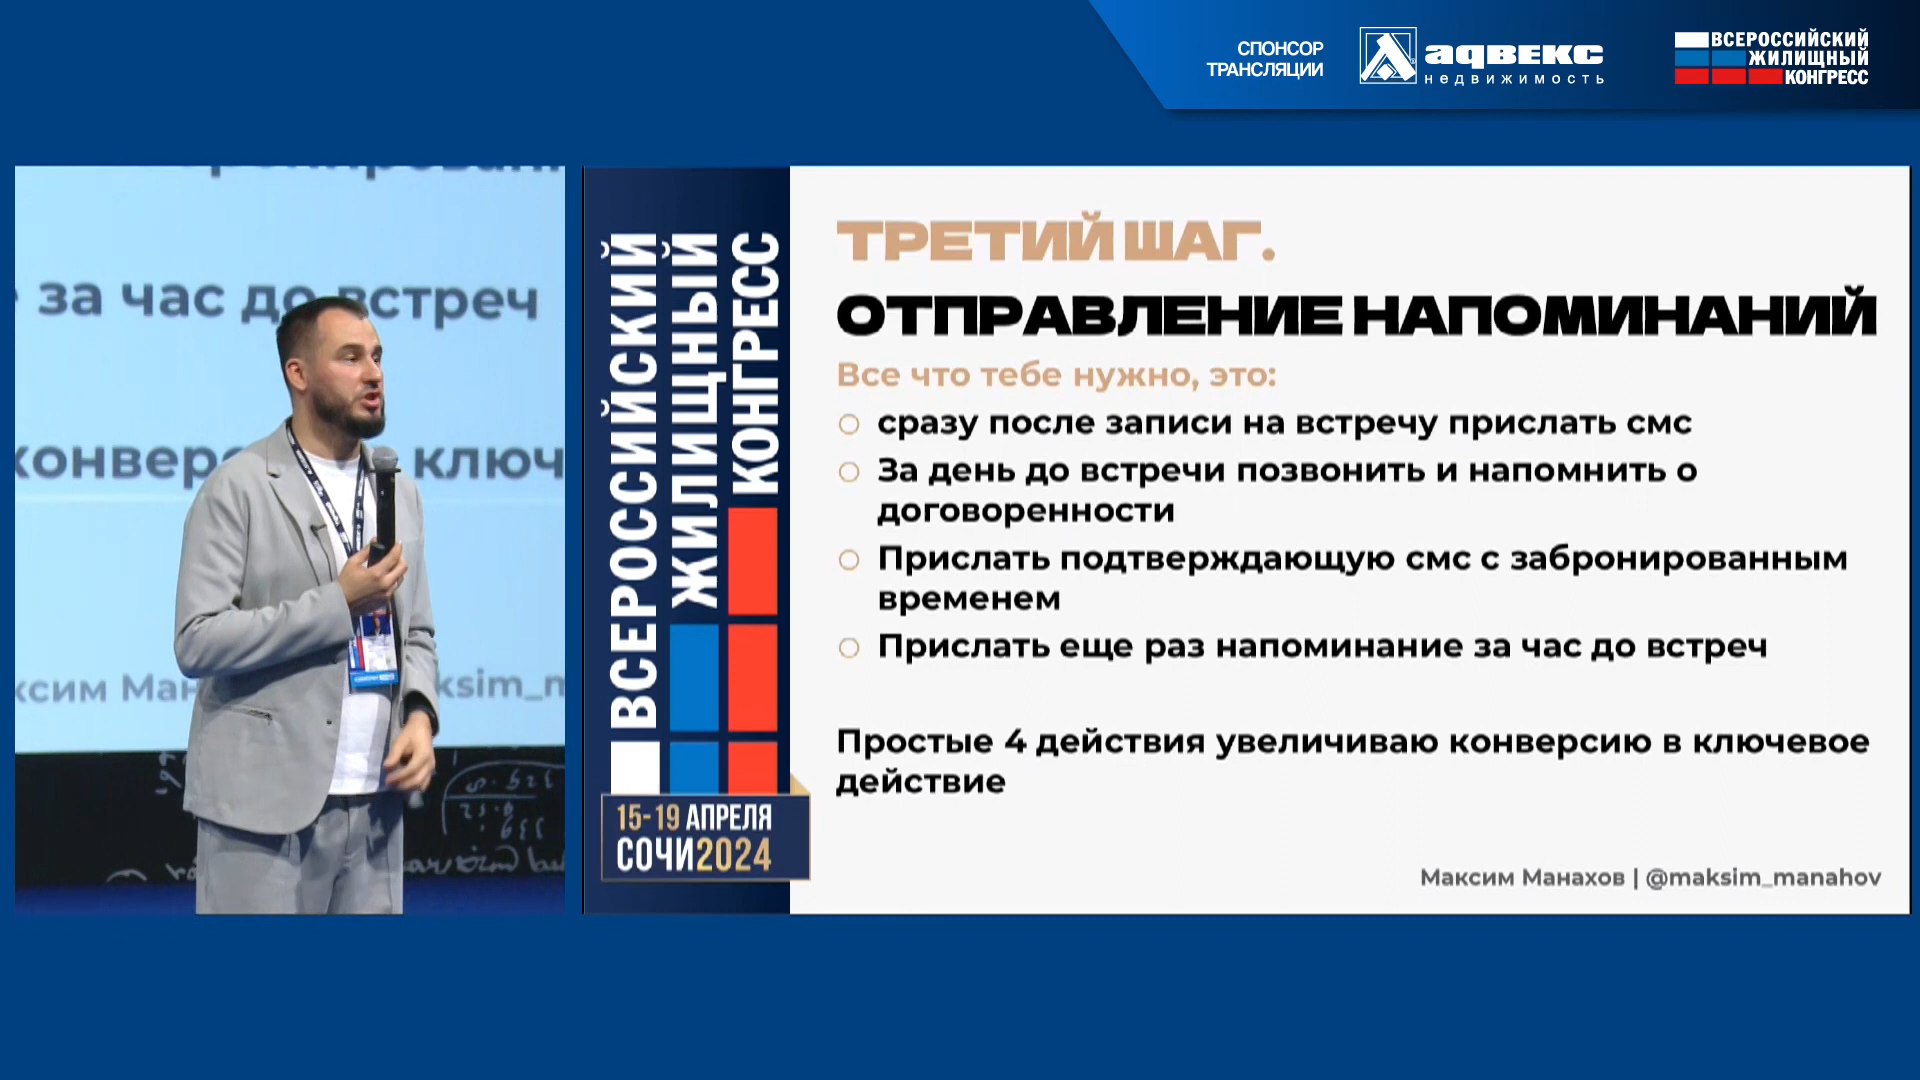 СПОНСОР
ТРАНСЛЯЦИИ
адвекс
недвижимость
ВСЕРОССИЙСКИЙ
ЖИЛИЩНЫЙ
КОНГРЕСС
за час до встреч
ключ
ксим Ман
ksim_m
ВСЕРОССИЙСКИЙ
ЖИЛИЩНЫЙ
КОНГРЕСС
15-19 АПРЕЛЯ
СОЧИ2024
ТРЕТИЙ ШАГ.
ОТПРАВЛЕНИЕ НАПОМИНАНИЙ
Все что тебе нужно, это:
сразу после записи на встречу прислать смс
За день до встречи позвонить и напомнить о
договоренности
Прислать подтверждающую смс с забронированным
временем
Прислать еще раз напоминание за час до встреч
Простые 4 действия увеличиваю конверсию в ключевое
действие
Максим Манахов | @maksim_manahov